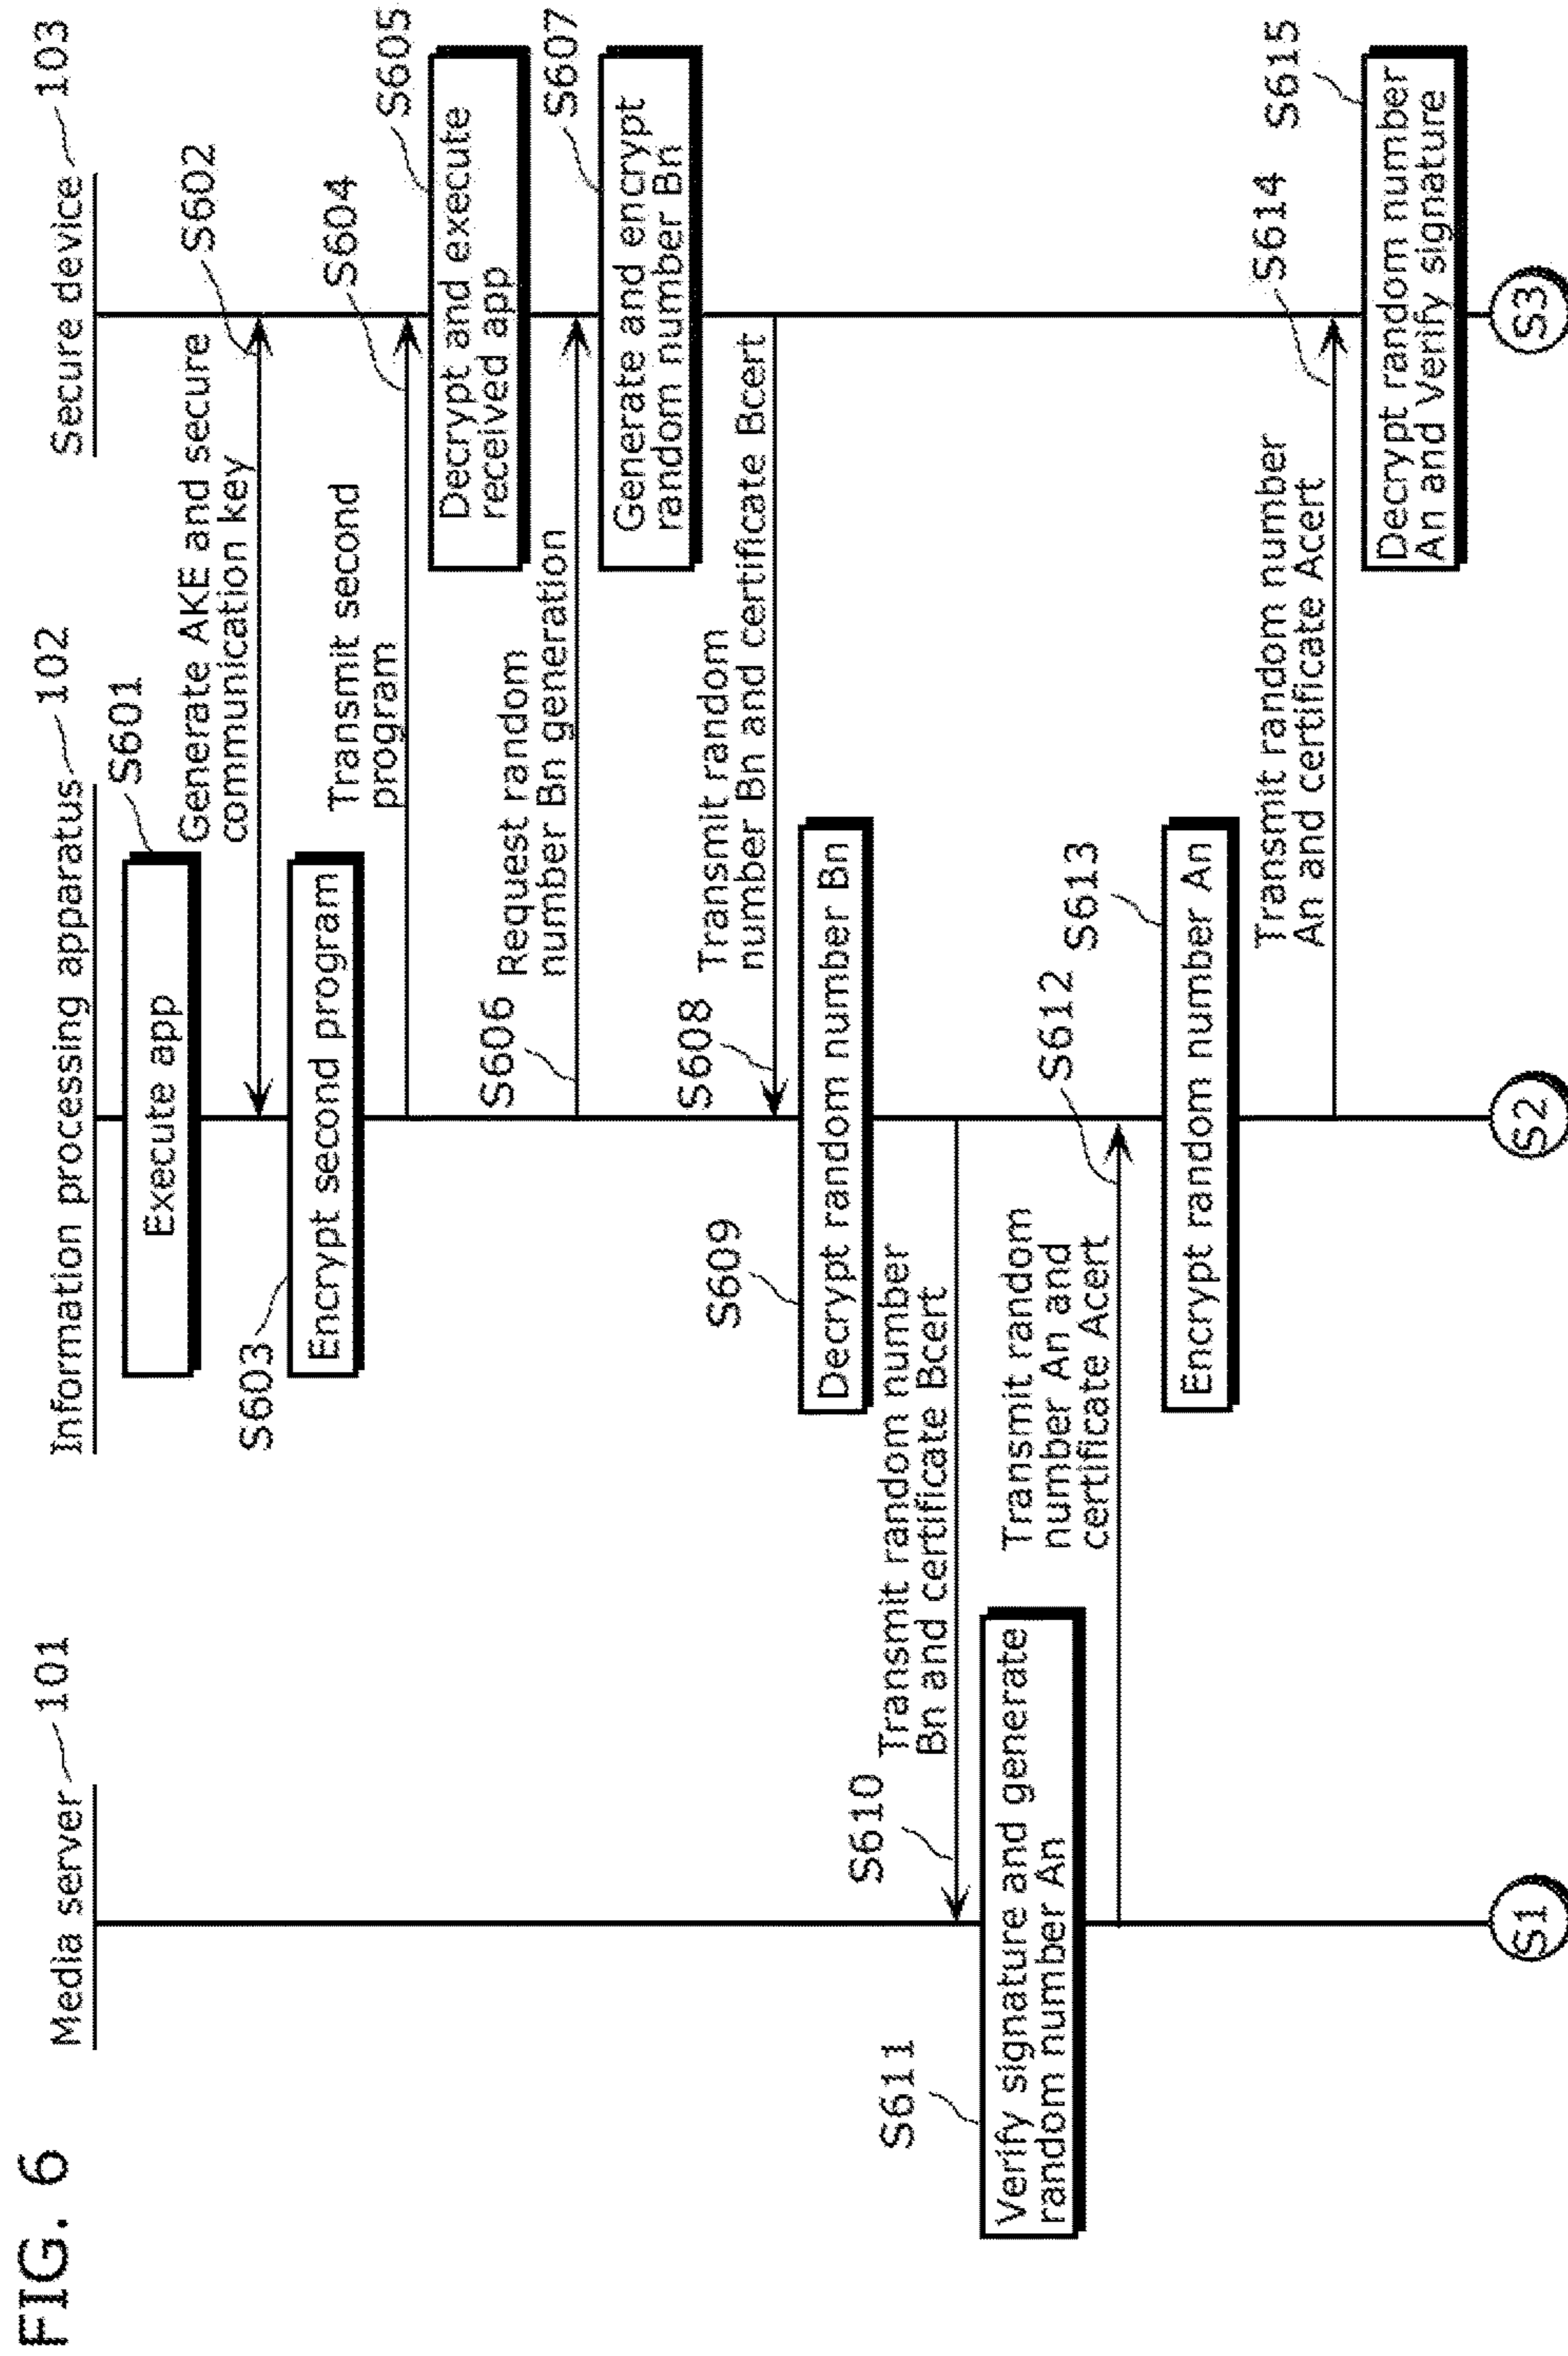 FIG. 6
Media server 101
Information processing apparatus 102
Secure device 103
S601
Execute app
Generate AKE and secure
communication key
S602
S603
Encrypt second program
Transmit second
program
S604
S605
Decrypt and execute
received app
S606
Request random
number Bn generation
S607
Generate and encrypt
random number Bn
S608
Transmit random
number Bn and certificate Bcert
S609
Decrypt random number Bn
S610
Transmit random number
Bn and certificate Bcert
S611
Verify signature and generate
random number An
Transmit random
number An and
certificate Acert
S612
S613
Encrypt random number An
Transmit random number
An and certificate Acert
S614
S615
Decrypt random number
An and Verify signature
S1
S2
S3